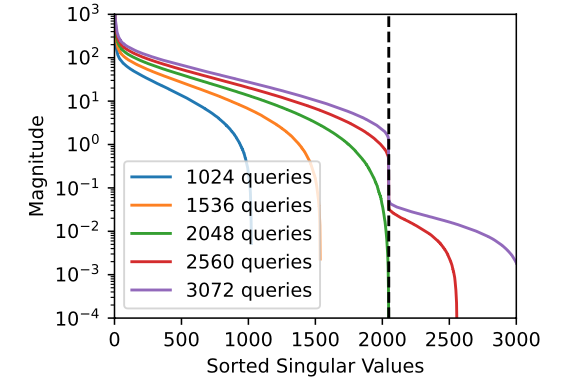 10³
10²
10¹
10⁰
10⁻¹
10⁻²
10⁻³
10⁻⁴
Magnitude
1024 queries
1536 queries
2048 queries
2560 queries
3072 queries
0 500 1000 1500 2000 2500 3000
Sorted Singular Values